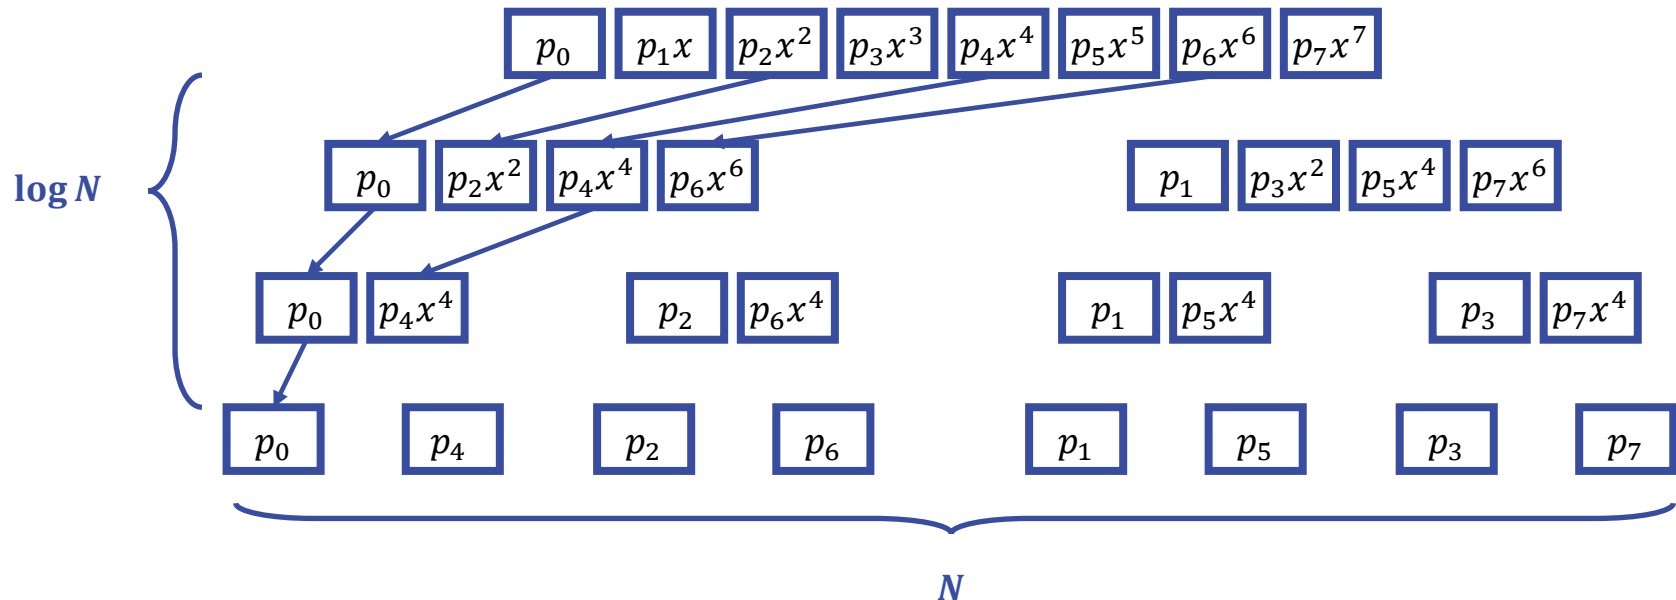 p₀ p₁x p₂x² p₃x³ p₄x⁴ p₅x⁵ p₆x⁶ p₇x⁷
log N
p₀ p₂x² p₄x⁴ p₆x⁶ p₁ p₃x² p₅x⁴ p₇x⁶
p₀ p₄x⁴ p₂ p₆x⁴ p₁ p₅x⁴ p₃ p₇x⁴
p₀ p₄ p₂ p₆ p₁ p₅ p₃ p₇
N